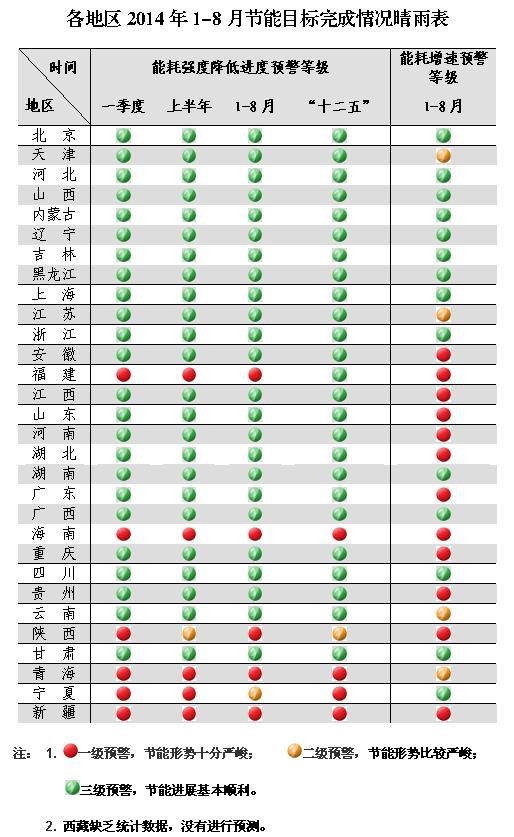 各地区 2014 年 1-8 月节能目标完成情况晴雨表
时间
地区
能耗强度降低进度预警等级
能耗增速预警等级
一季度 上半年 1-8 月 “十二五” 1-8 月
北 京
天 津
河 北
山 西
内蒙古
辽 宁
吉 林
黑龙江
上 海
江 苏
浙 江
安 徽
福 建
江 西
山 东
河 南
湖 北
湖 南
广 东
广 西
海 南
重 庆
四 川
贵 州
云 南
陕 西
甘 肃
青 海
宁 夏
新 疆
注: 1. 一级预警,节能形势十分严峻; 二级预警,节能形势比较严峻;
三级预警,节能进展基本顺利。
2. 西藏缺乏统计数据,没有进行预测。